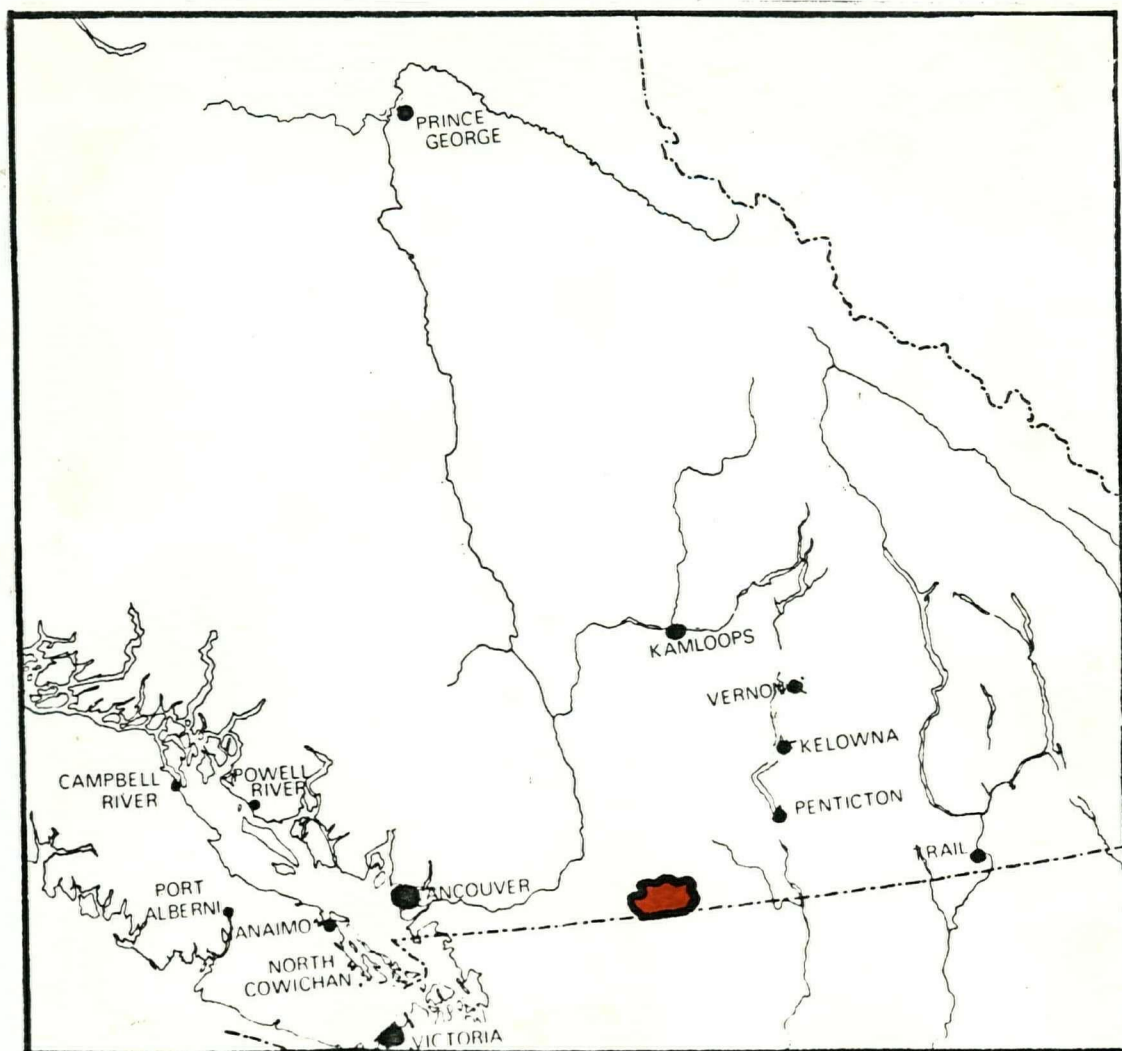 PRINCE
GEORGE
KAMLOOPS
VERNON
KELOWNA
CAMPBELL
RIVER
POWELL
RIVER
PENTICTON
TRAIL
PORT
ALBERNI
ANCOUVER
ANAIMO
NORTH
COWICHAN
VICTORIA